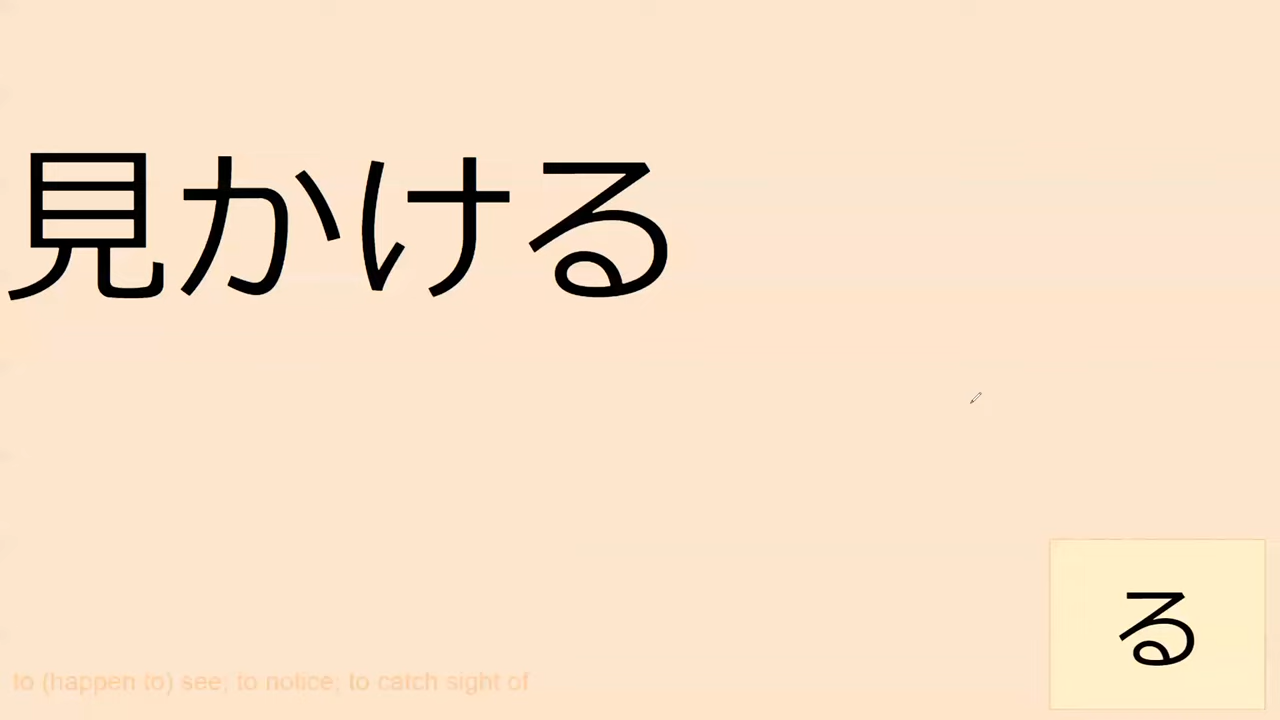 見かける
る
to (happen to) see; to notice; to catch sight of